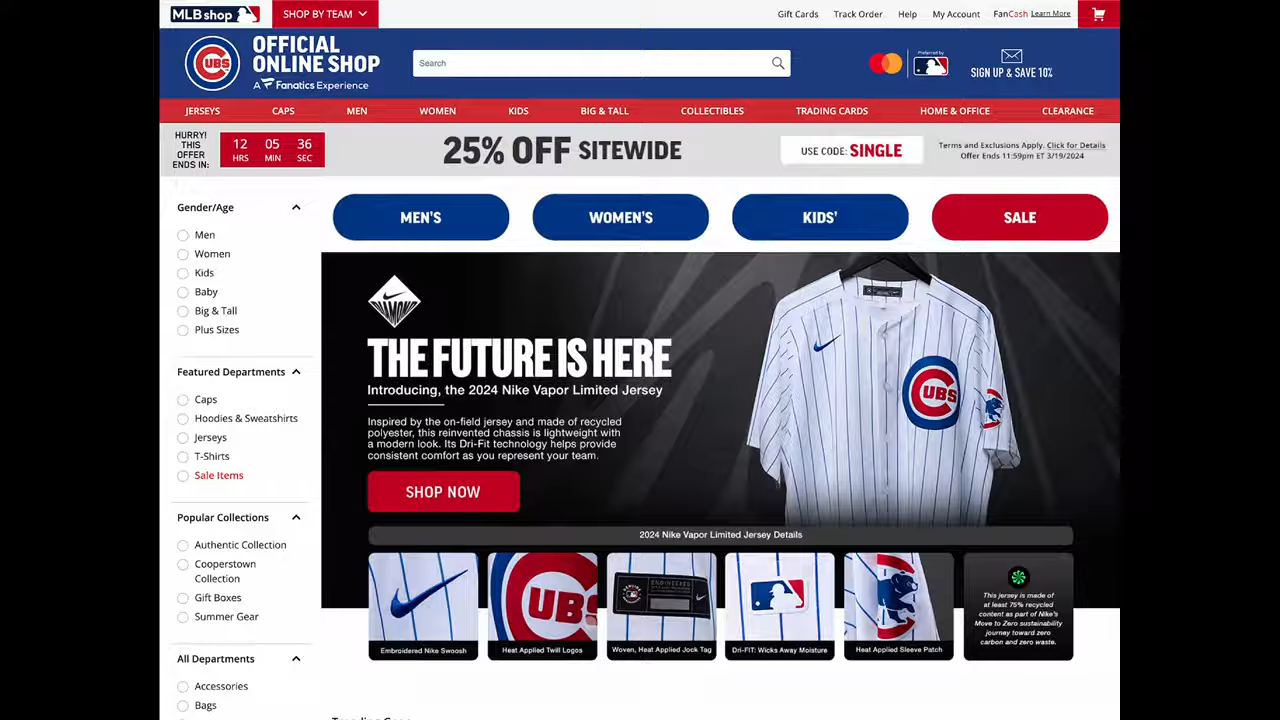 MLB shop
SHOP BY TEAM
Gift Cards
Track Order
Help
My Account
FanCash Learn More
CUBS
OFFICIAL
ONLINE SHOP
A Fanatics Experience
Search
Preferred by
SIGN UP & SAVE 10%
JERSEYS
CAPS
MEN
WOMEN
KIDS
BIG & TALL
COLLECTIBLES
TRADING CARDS
HOME & OFFICE
CLEARANCE
HURRY!
THIS
OFFER
ENDS IN:
12 05 36
HRS MIN SEC
25% OFF SITEWIDE
USE CODE: SINGLE
Terms and Exclusions Apply. Click for Details
Offer Ends 11:59pm ET 3/19/2024
MEN'S
WOMEN'S
KIDS'
SALE
Gender/Age
Men
Women
Kids
Baby
Big & Tall
Plus Sizes
Featured Departments
Caps
Hoodies & Sweatshirts
Jerseys
T-Shirts
Sale Items
Popular Collections
Authentic Collection
Cooperstown
Collection
Gift Boxes
Summer Gear
All Departments
Accessories
Bags
DIAMOND
THE FUTURE IS HERE
Introducing, the 2024 Nike Vapor Limited Jersey
Inspired by the on-field jersey and made of recycled
polyester, this reinvented chassis is lightweight with
a modern look. Its Dri-Fit technology helps provide
consistent comfort as you represent your team.
SHOP NOW
CUBS
2024 Nike Vapor Limited Jersey Details
Embroidered Nike Swoosh
UBS
Heat Applied Twill Logos
ENGINEERED
Woven, Heat Applied Jock Tag
Dri-FIT: Wicks Away Moisture
Heat Applied Sleeve Patch
This jersey is made of
at least 75% recycled
content as part of Nike's
Move to Zero sustainability
journey toward zero
carbon and zero waste.